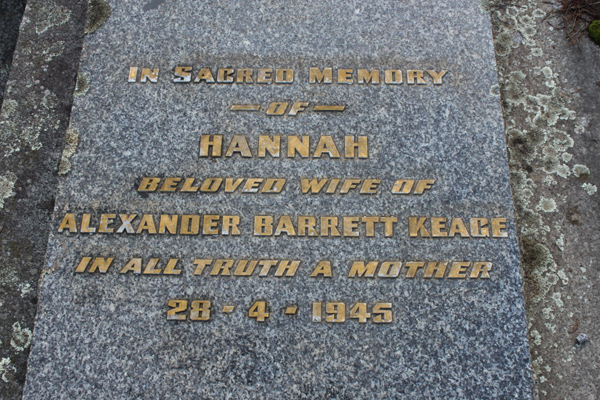 IN SACRED MEMORY
— OF —
HANNAH
BELOVED WIFE OF
ALEXANDER BARRETT KEAGE
IN ALL TRUTH A MOTHER
28 - 4 - 1945